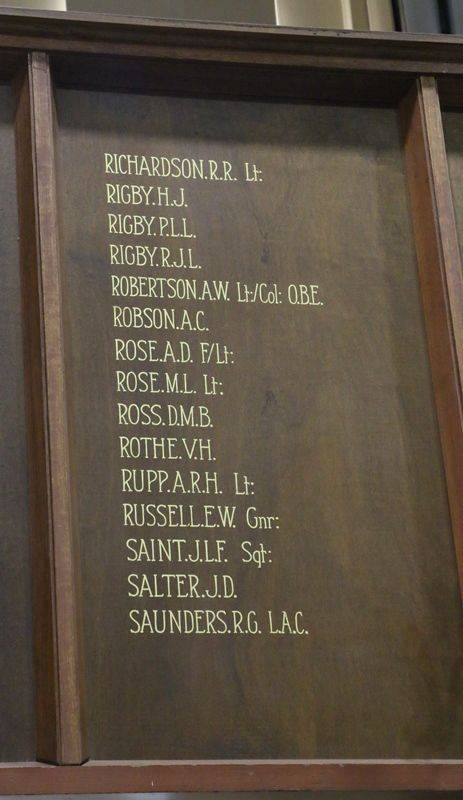 RICHARDSON.R.R. Lt:
RIGBY.H.J.
RIGBY.P.L.L.
RIGBY.R.J.L.
ROBERTSON.A.W. Lt:/Col: O.B.E.
ROBSON.A.C.
ROSE.A.D. F/Lt:
ROSE.M.L. Lt:
ROSS.D.M.B.
ROTHE.V.H.
RUPP.A.R.H. Lt:
RUSSELL.E.W. Gnr:
SAINT.J.L.F. Sgt:
SALTER.J.D.
SAUNDERS.R.G. L.A.C.